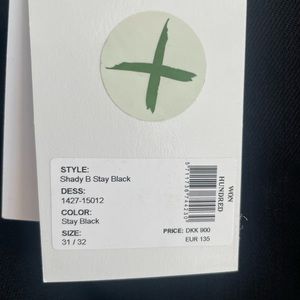 STYLE:
Shady B Stay Black
DESS:
1427-15012
COLOR:
Stay Black
SIZE:
31 / 32
PRICE: DKK 900
EUR 135
WON
HUNDRED